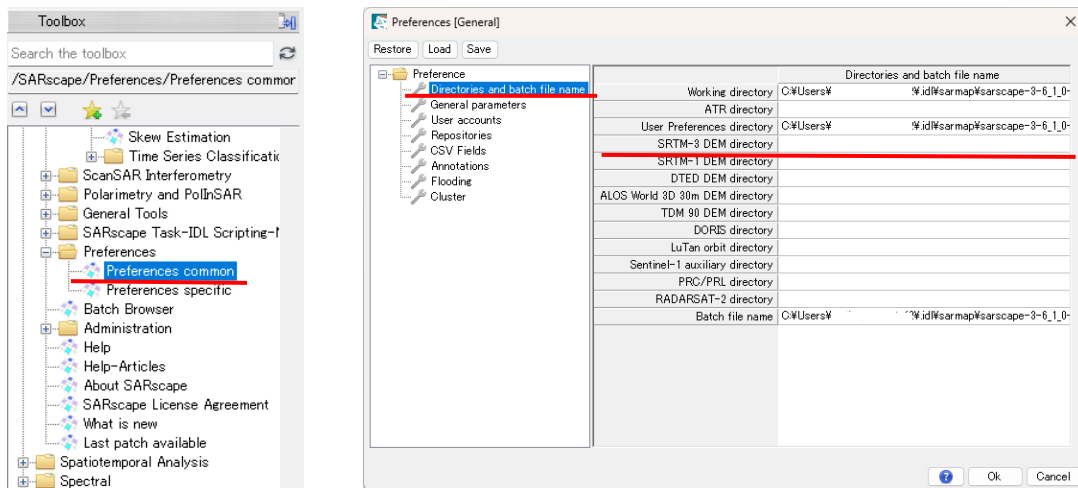 Toolbox
Search the toolbox
/SARscape/Preferences/Preferences commor
Skew Estimation
Time Series Classificatic
ScanSAR Interferometry
Polarimetry and PolInSAR
General Tools
SARscape Task-IDL Scripting-N
Preferences
Preferences common
Preferences specific
Batch Browser
Administration
Help
Help-Articles
About SARscape
SARscape License Agreement
What is new
Last patch available
Spatiotemporal Analysis
Spectral
Preferences [General]
Restore Load Save
Preference
Directories and batch file name
General parameters
User accounts
Repositories
CSV Fields
Annotations
Flooding
Cluster
Directories and batch file name
Working directory C:¥Users¥ ¥.idl¥sarmap¥sarscape-3-6_1_0-
ATR directory
User Preferences directory C:¥Users¥ ¥.idl¥sarmap¥sarscape-3-6_1_0-
SRTM-3 DEM directory
SRTM-1 DEM directory
DTED DEM directory
ALOS World 3D 30m DEM directory
TDM 90 DEM directory
DORIS directory
LuTan orbit directory
Sentinel-1 auxiliary directory
PRC/PRL directory
RADARSAT-2 directory
Batch file name C:¥Users¥ ¥.idl¥sarmap¥sarscape-3-6_1_0-
Ok Cancel